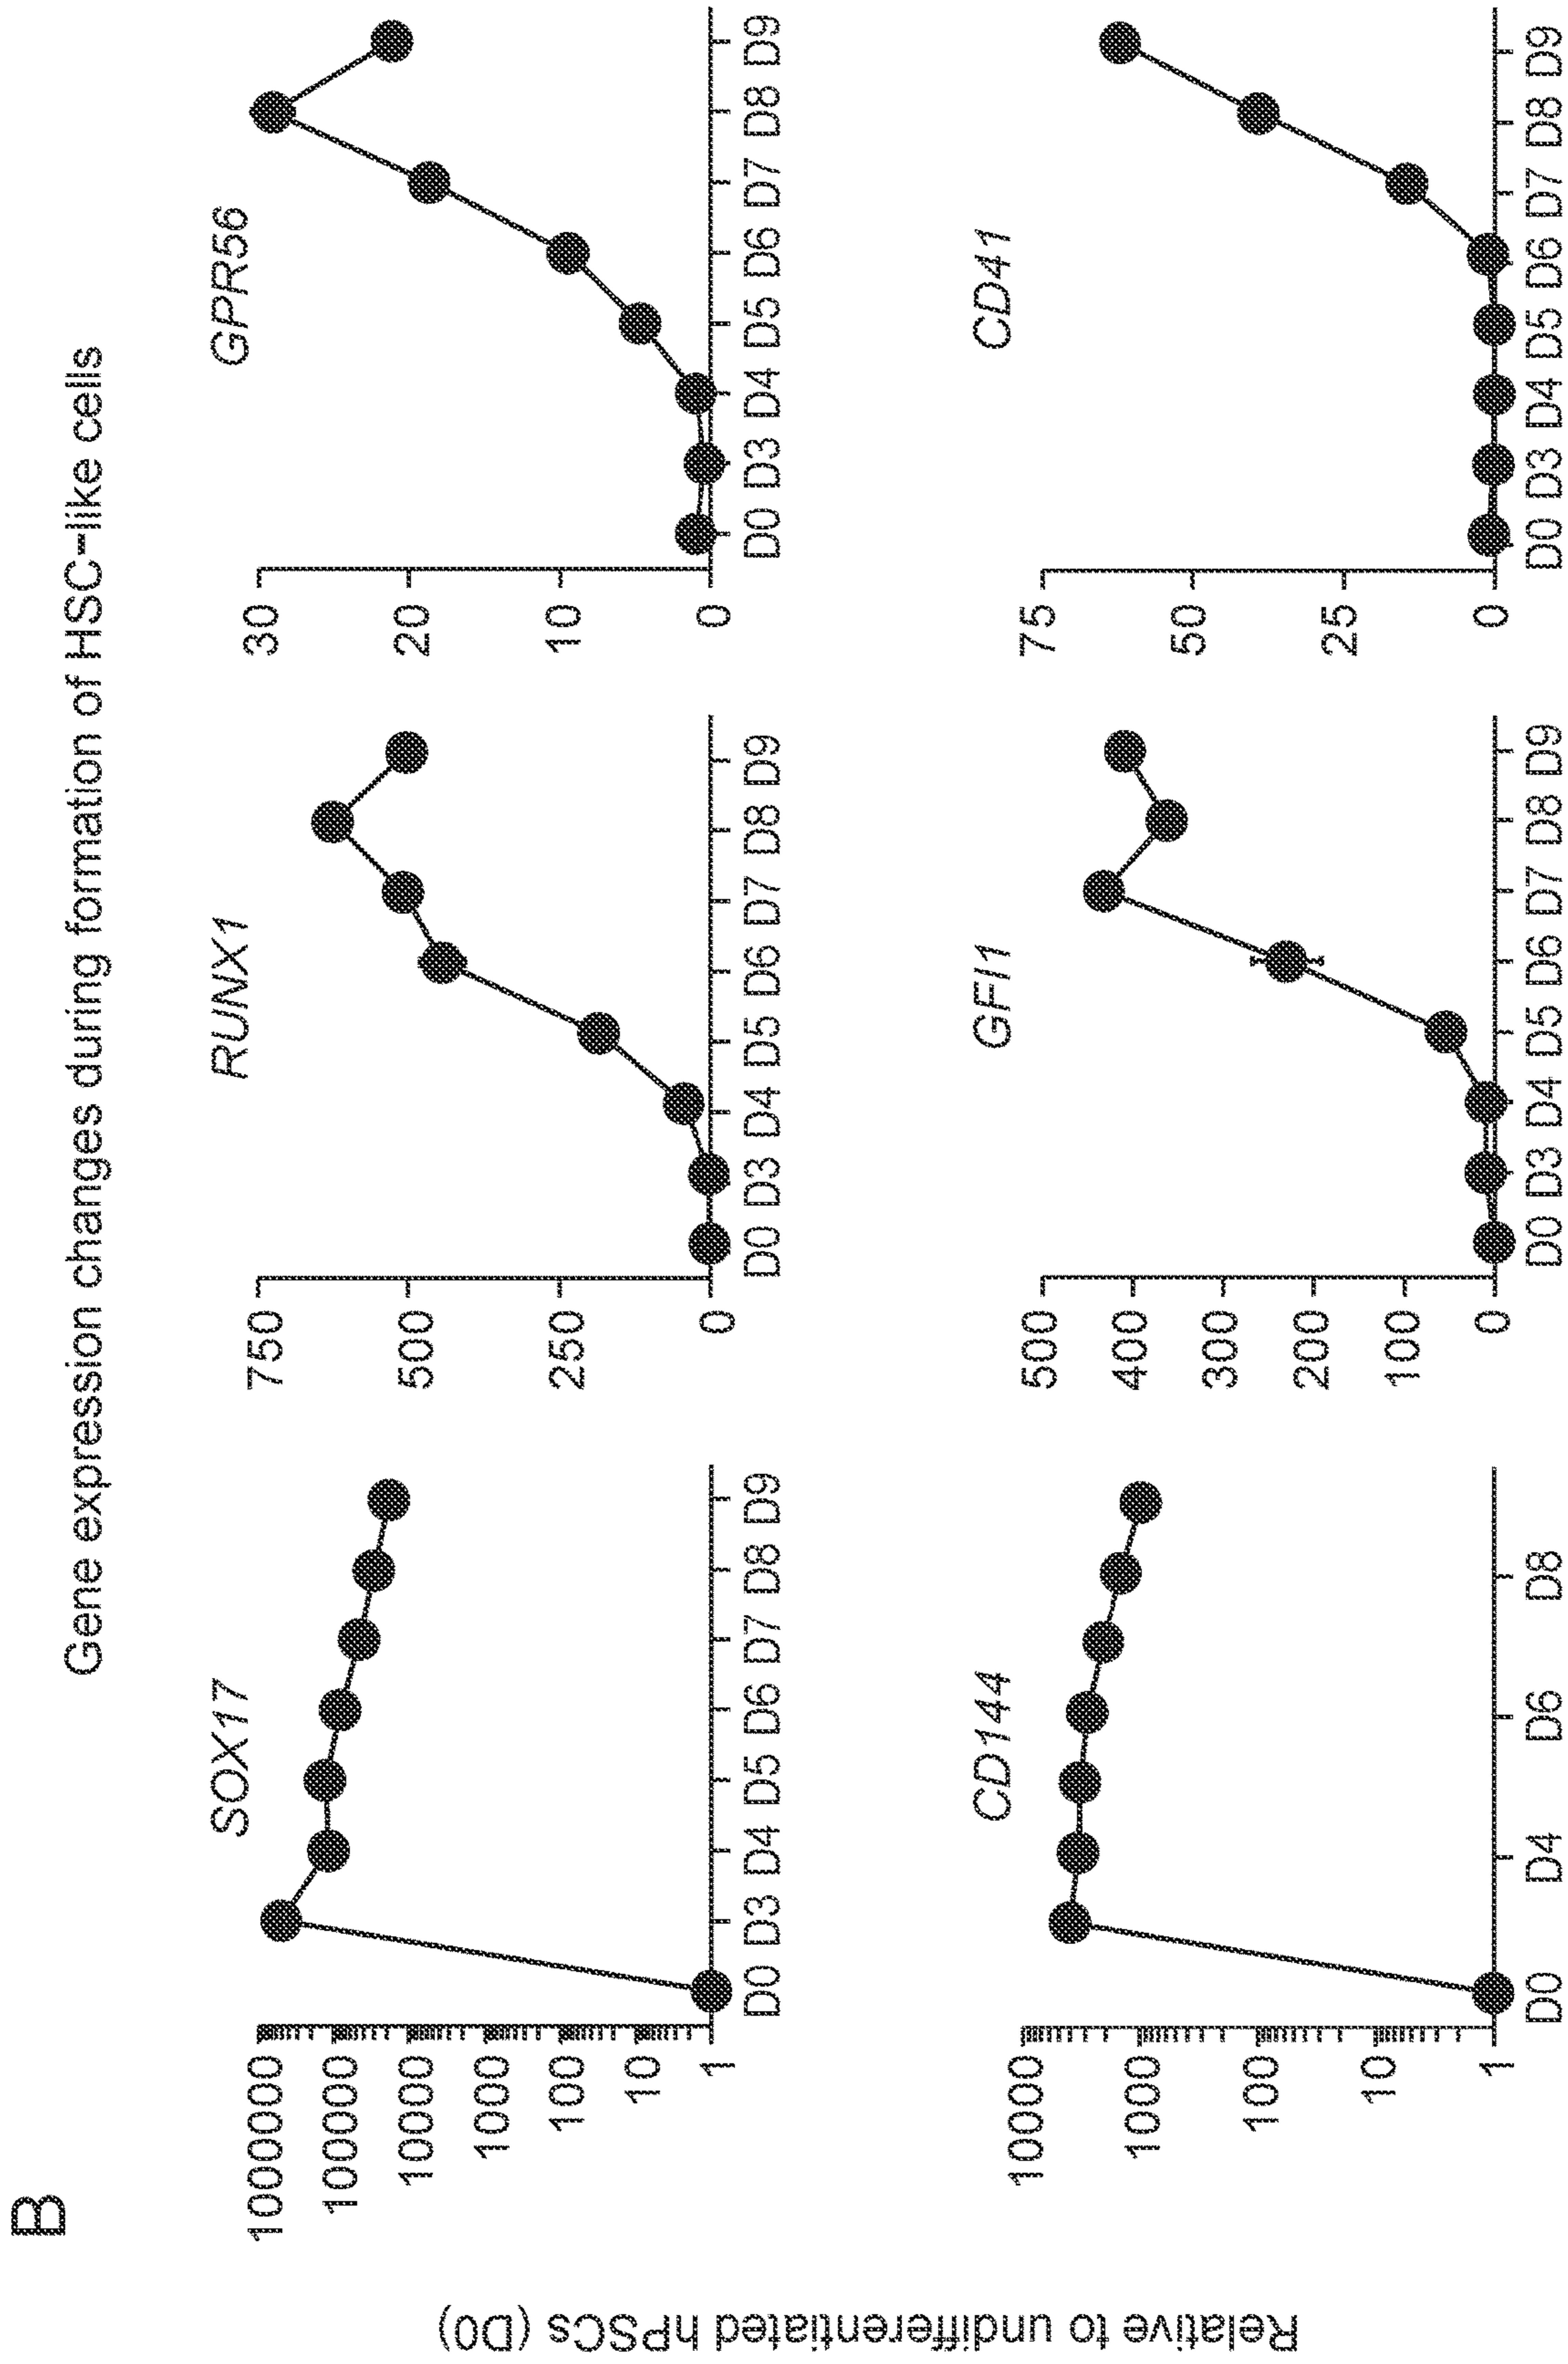 B
Gene expression changes during formation of HSC-like cells
Relative to undifferentiated hPSCs (D0)
SOX17
1000000
100000
10000
1000
100
10
1
D0 D3 D4 D5 D6 D7 D8 D9
RUNX1
750
500
250
0
D0 D3 D4 D5 D6 D7 D8 D9
GPR56
30
20
10
0
D0 D3 D4 D5 D6 D7 D8 D9
CD144
10000
1000
100
10
1
D0 D4 D6 D8
GFI1
500
400
300
200
100
0
D0 D3 D4 D5 D6 D7 D8 D9
CD41
75
50
25
0
D0 D3 D4 D5 D6 D7 D8 D9